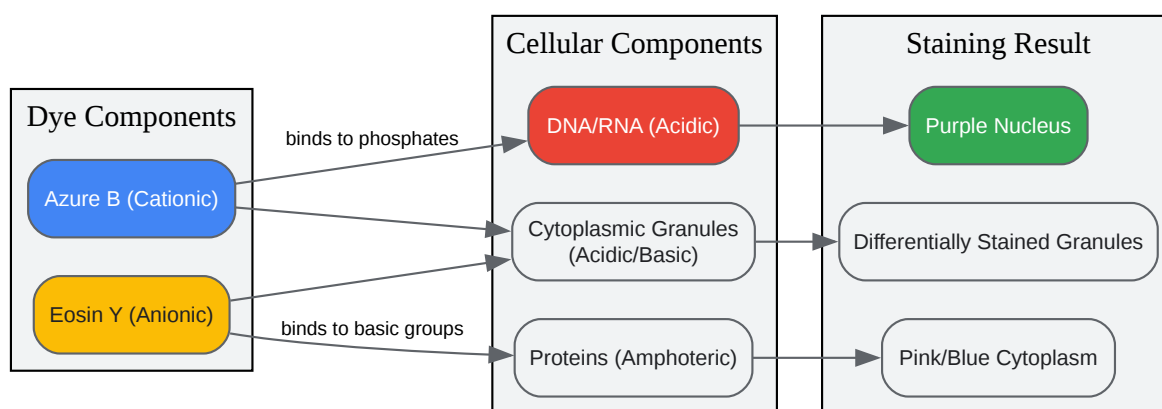 Dye Components
Azure B (Cationic)
Eosin Y (Anionic)
binds to phosphates
binds to basic groups
Cellular Components
DNA/RNA (Acidic)
Cytoplasmic Granules
(Acidic/Basic)
Proteins (Amphoteric)
Staining Result
Purple Nucleus
Differentially Stained Granules
Pink/Blue Cytoplasm